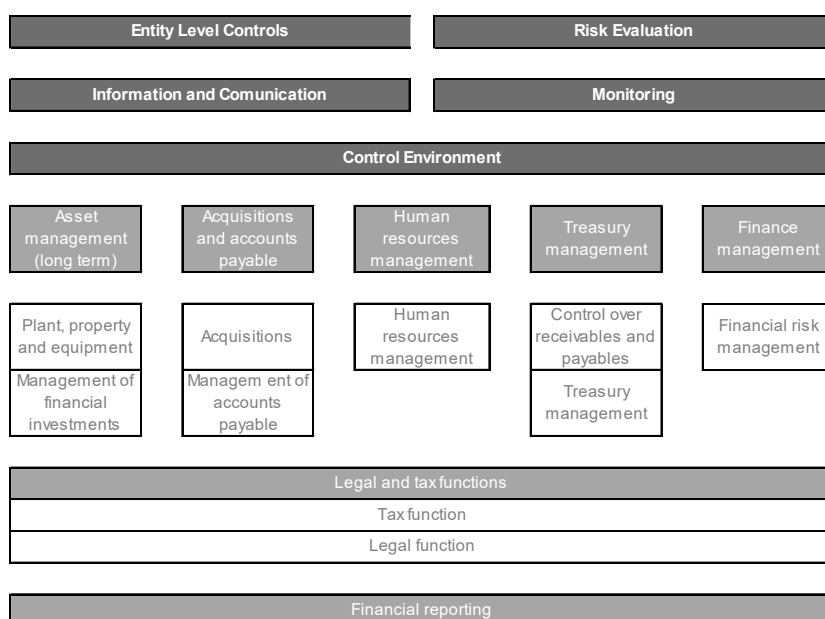 Entity Level Controls
Risk Evaluation
Information and Comunication
Monitoring
Control Environment
Asset
management
(long term)
Acquisitions
and accounts
payable
Human
resources
management
Treasury
management
Finance
management
Plant, property
and equipment
Acquisitions
Human
resources
management
Control over
receivables and
payables
Financial risk
management
Management of
financial
investments
Managem ent of
accounts
payable
Treasury
management
Legal and tax functions
Tax function
Legal function
Financial reporting